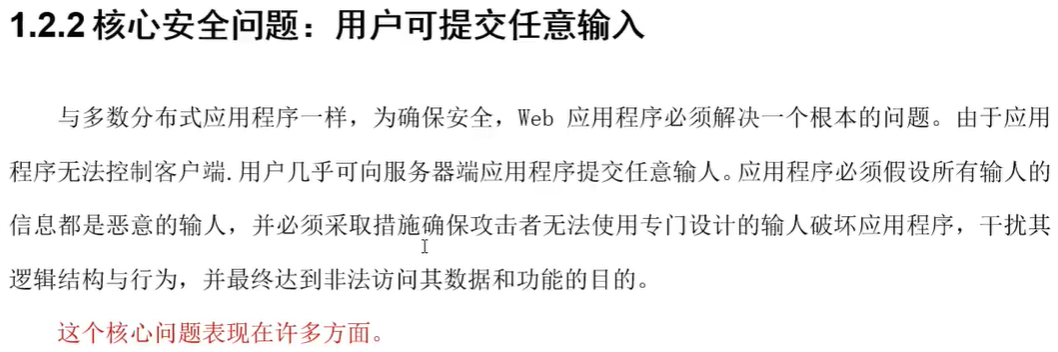 1.2.2核心安全问题：用户可提交任意输入
与多数分布式应用程序一样，为确保安全，Web 应用程序必须解决一个根本的问题。由于应用
程序无法控制客户端.用户几乎可向服务器端应用程序提交任意输人。应用程序必须假设所有输人的
信息都是恶意的输人，并必须采取措施确保攻击者无法使用专门设计的输人破坏应用程序，干扰其
逻辑结构与行为，并最终达到非法访问其数据和功能的目的。
这个核心问题表现在许多方面。